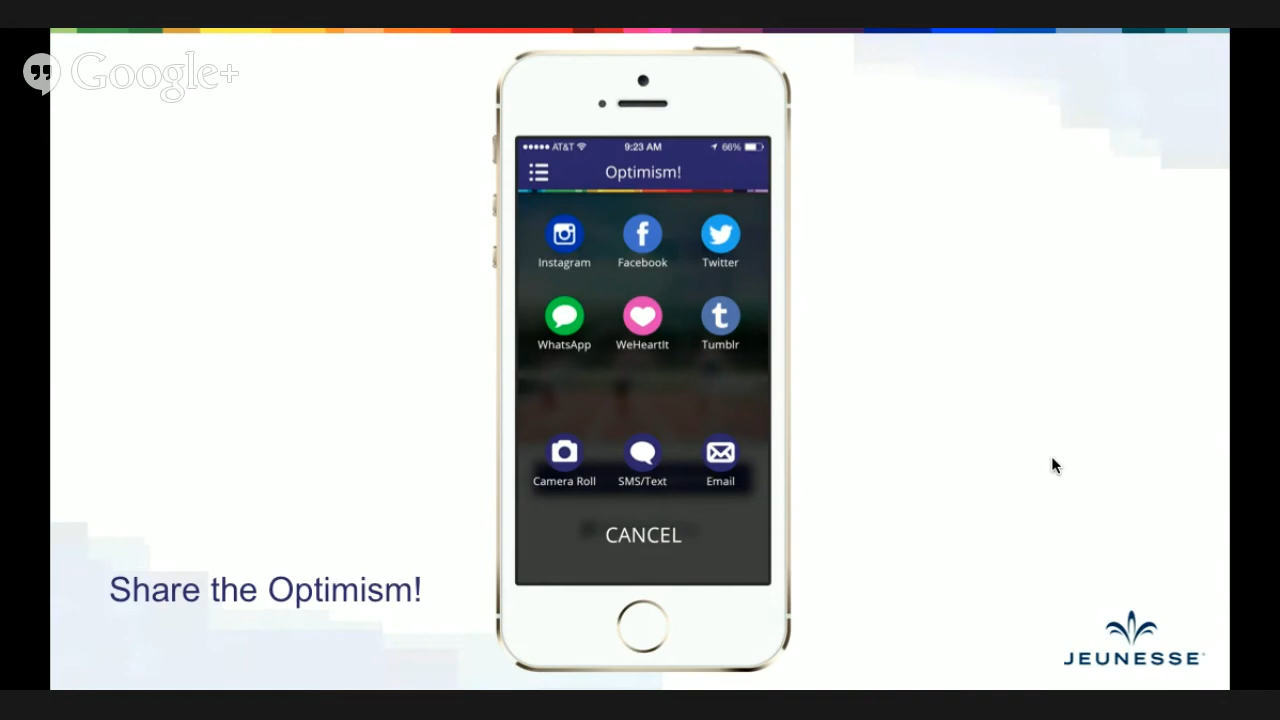 Google+
AT&T
9:23 AM
66%
Optimism!
Instagram
Facebook
Twitter
WhatsApp
WeHeartIt
Tumblr
Camera Roll
SMS/Text
Email
CANCEL
Share the Optimism!
JEUNESSE